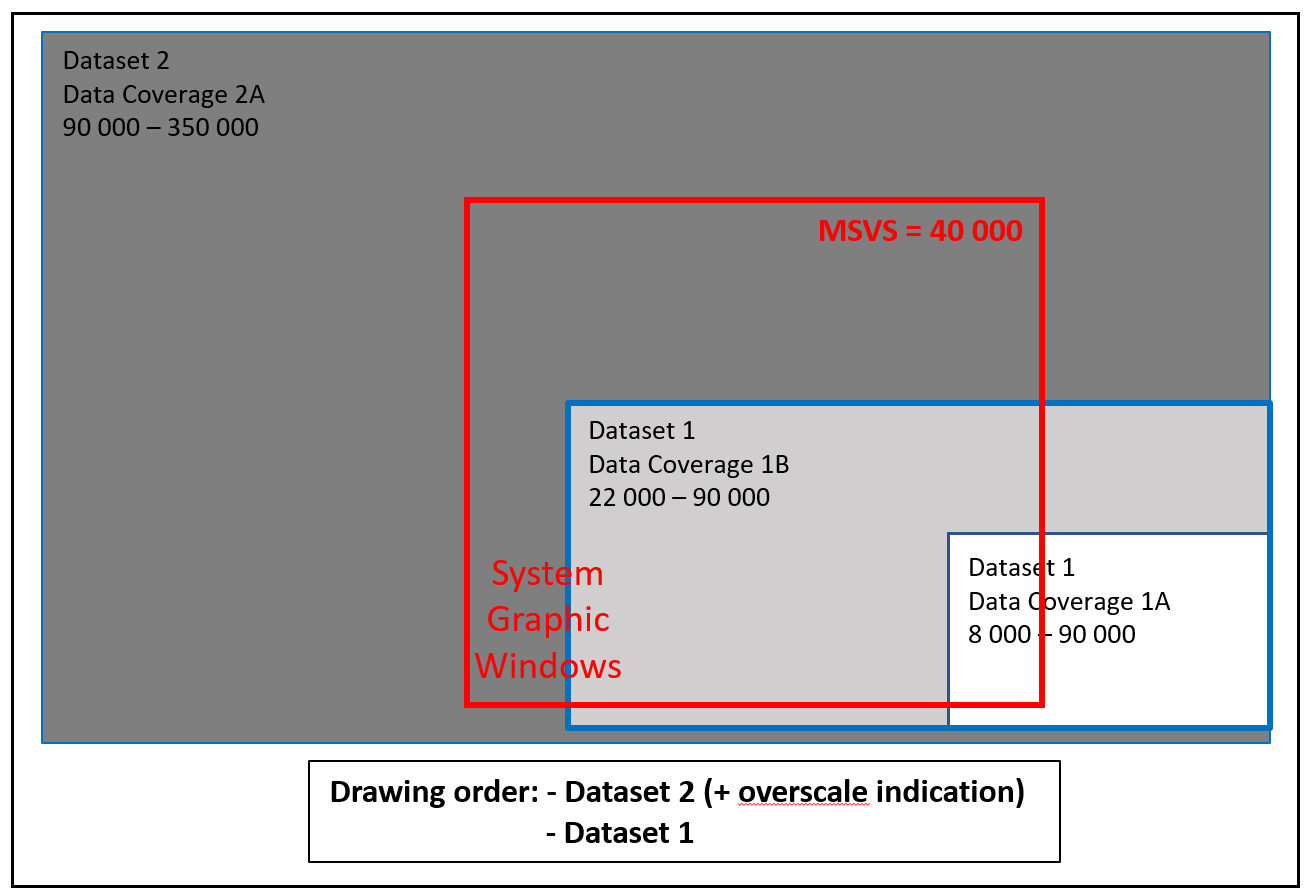 Dataset 2
Data Coverage 2A
90 000 – 350 000
MSVS = 40 000
Dataset 1
Data Coverage 1B
22 000 – 90 000
System
Graphic
Windows
Dataset 1
Data Coverage 1A
8 000 – 90 000
Drawing order: - Dataset 2 (+ overscale indication)
- Dataset 1